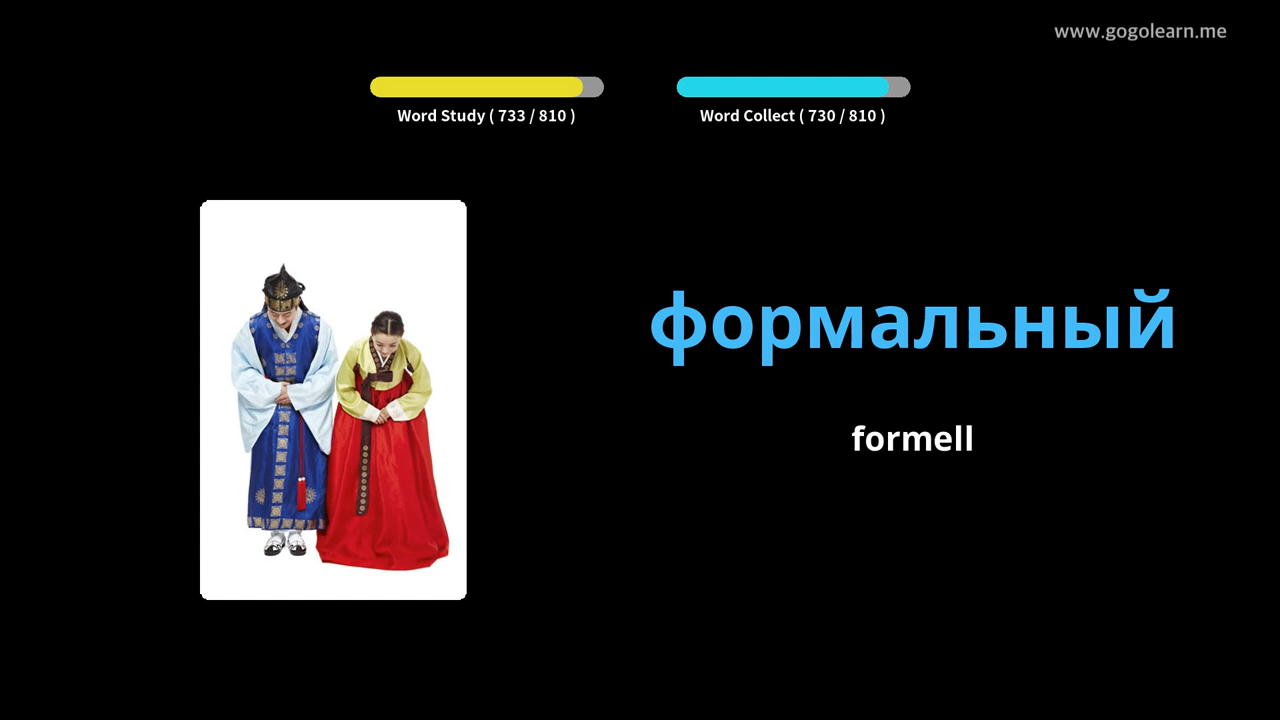 www.gogolearn.me
Word Study ( 733 / 810 )
Word Collect ( 730 / 810 )
формальный
formell